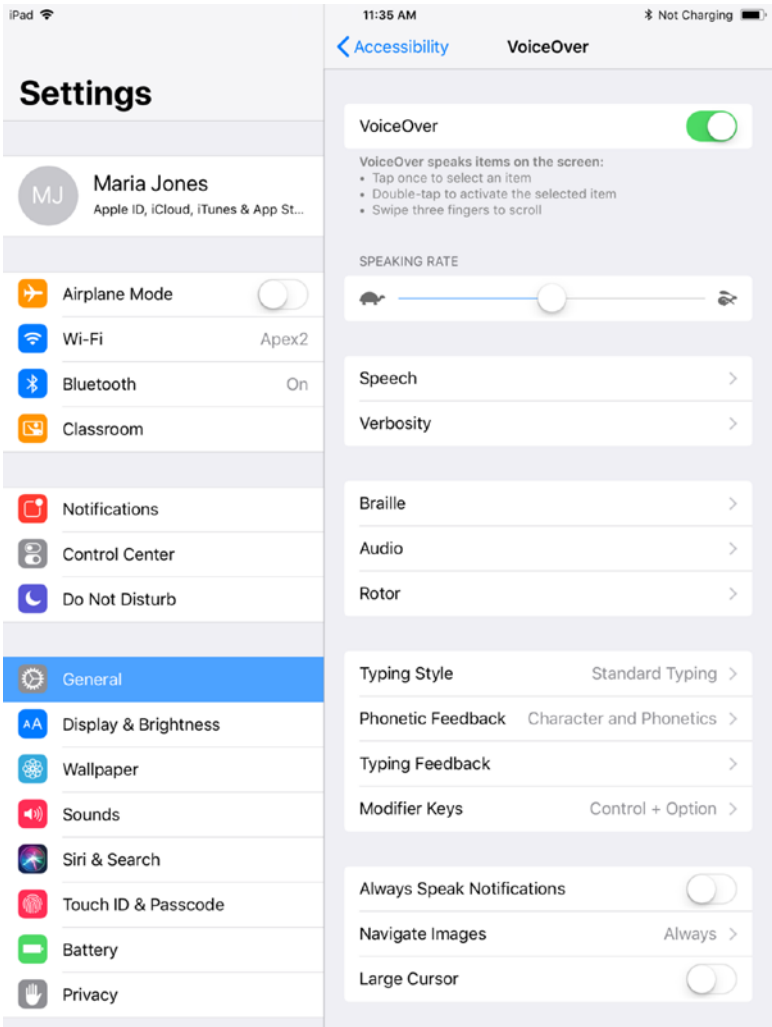 iPad
11:35 AM
Not Charging
Settings
MJ
Maria Jones
Apple ID, iCloud, iTunes & App St...
Airplane Mode
Wi-Fi Apex2
Bluetooth On
Classroom
Notifications
Control Center
Do Not Disturb
General
AA Display & Brightness
Wallpaper
Sounds
Siri & Search
Touch ID & Passcode
Battery
Privacy
Accessibility VoiceOver
VoiceOver
VoiceOver speaks items on the screen:
• Tap once to select an item
• Double-tap to activate the selected item
• Swipe three fingers to scroll
SPEAKING RATE
Speech
Verbosity
Braille
Audio
Rotor
Typing Style Standard Typing
Phonetic Feedback Character and Phonetics
Typing Feedback
Modifier Keys Control + Option
Always Speak Notifications
Navigate Images Always
Large Cursor